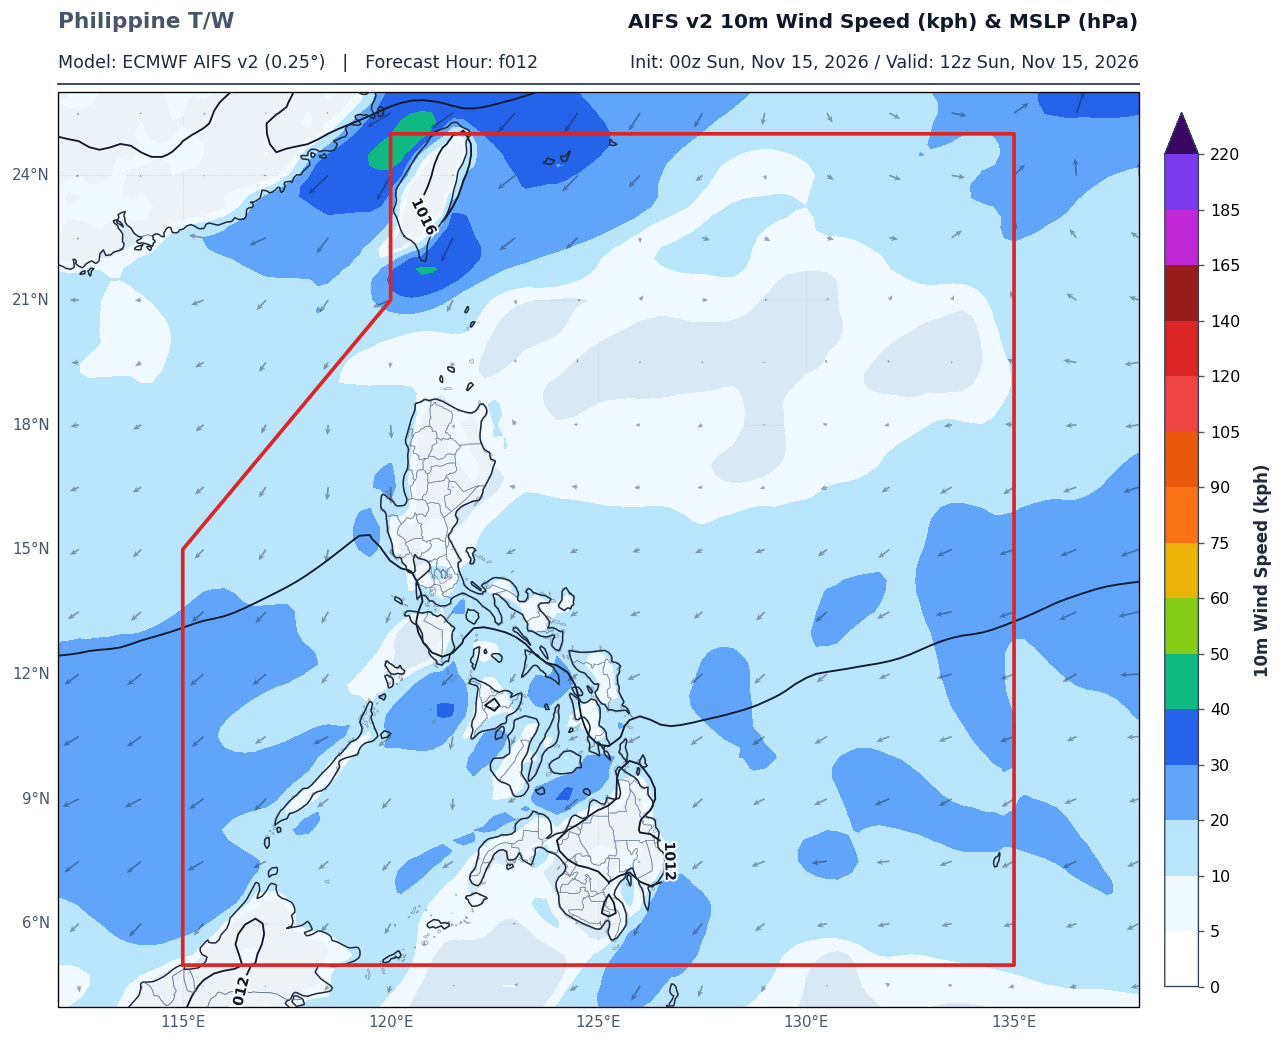 Philippine T/W
AIFS v2 10m Wind Speed (kph) & MSLP (hPa)
Model: ECMWF AIFS v2 (0.25°) | Forecast Hour: f012
Init: 00z Sun, Nov 15, 2026 / Valid: 12z Sun, Nov 15, 2026
24°N
21°N
18°N
15°N
12°N
9°N
6°N
115°E
120°E
125°E
130°E
135°E
1016
1012
012
220
185
165
140
120
105
90
75
60
50
40
30
20
10
5
0
10m Wind Speed (kph)